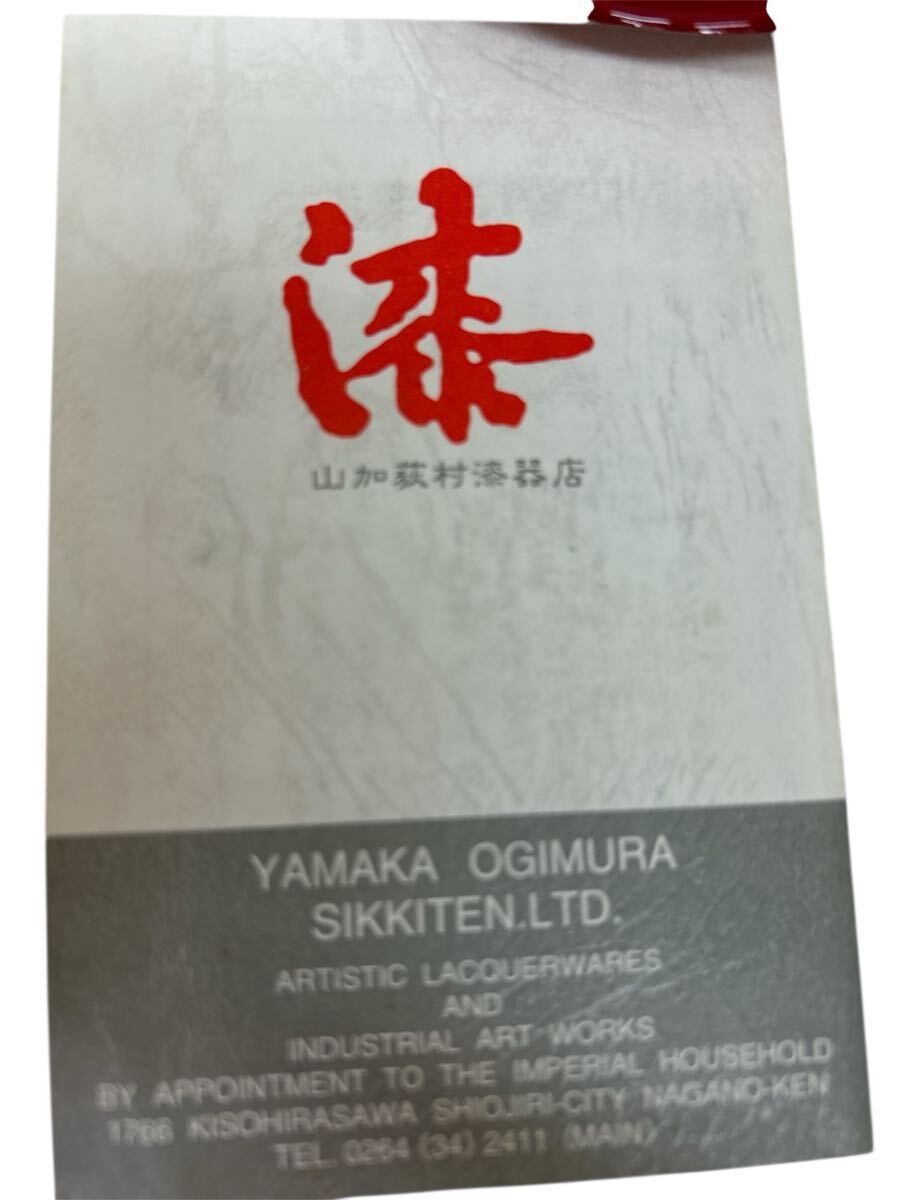 漆
山加荻村漆器店
YAMAKA OGIMURA
SIKKITEN.LTD.
ARTISTIC LACQUERWARES
AND
INDUSTRIAL ART WORKS
BY APPOINTMENT TO THE IMPERIAL HOUSEHOLD
1766 KISOHIRASAWA SHIOJIRI-CITY NAGANO-KEN
TEL. 0264 (34) 2411 (MAIN)